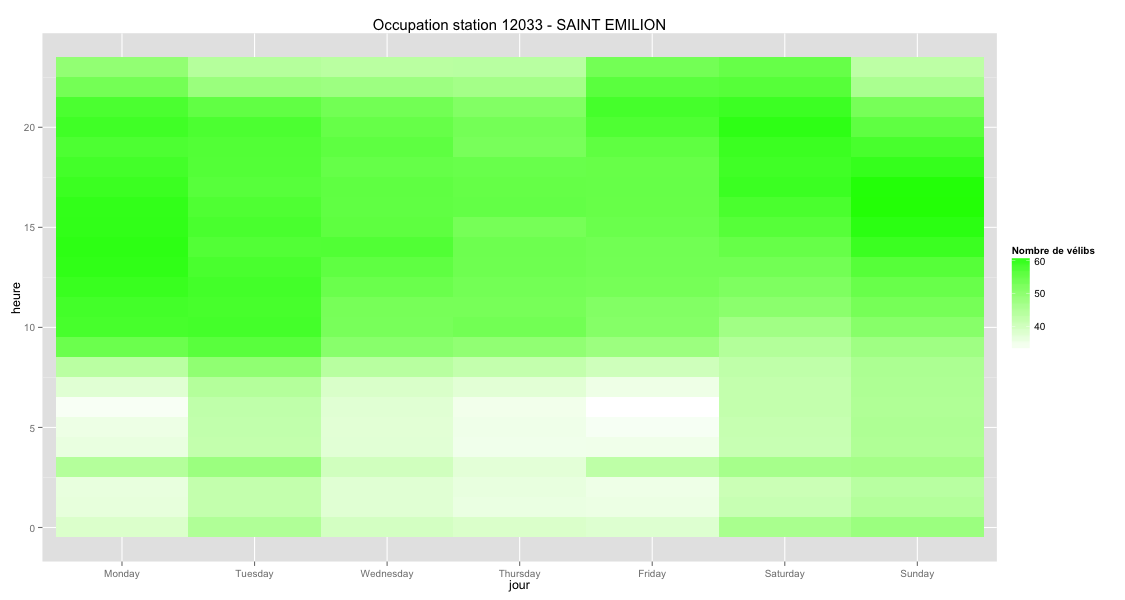 Occupation station 12033 - SAINT EMILION
heure
20
15
10
5
0
Monday Tuesday Wednesday Thursday Friday Saturday Sunday
jour
Nombre de vélibs
60
50
40